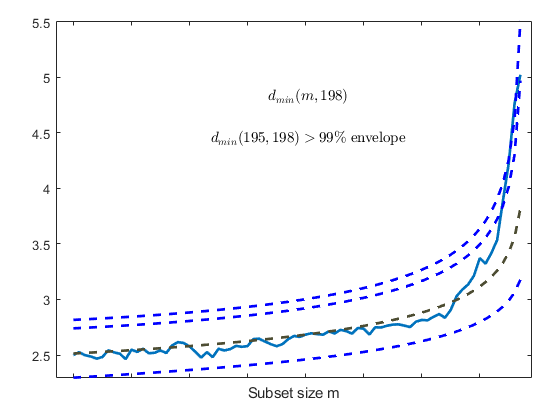 5.5
5
4.5
4
3.5
3
2.5
d_{min}(m, 198)
d_{min}(195, 198) > 99% envelope
Subset size m